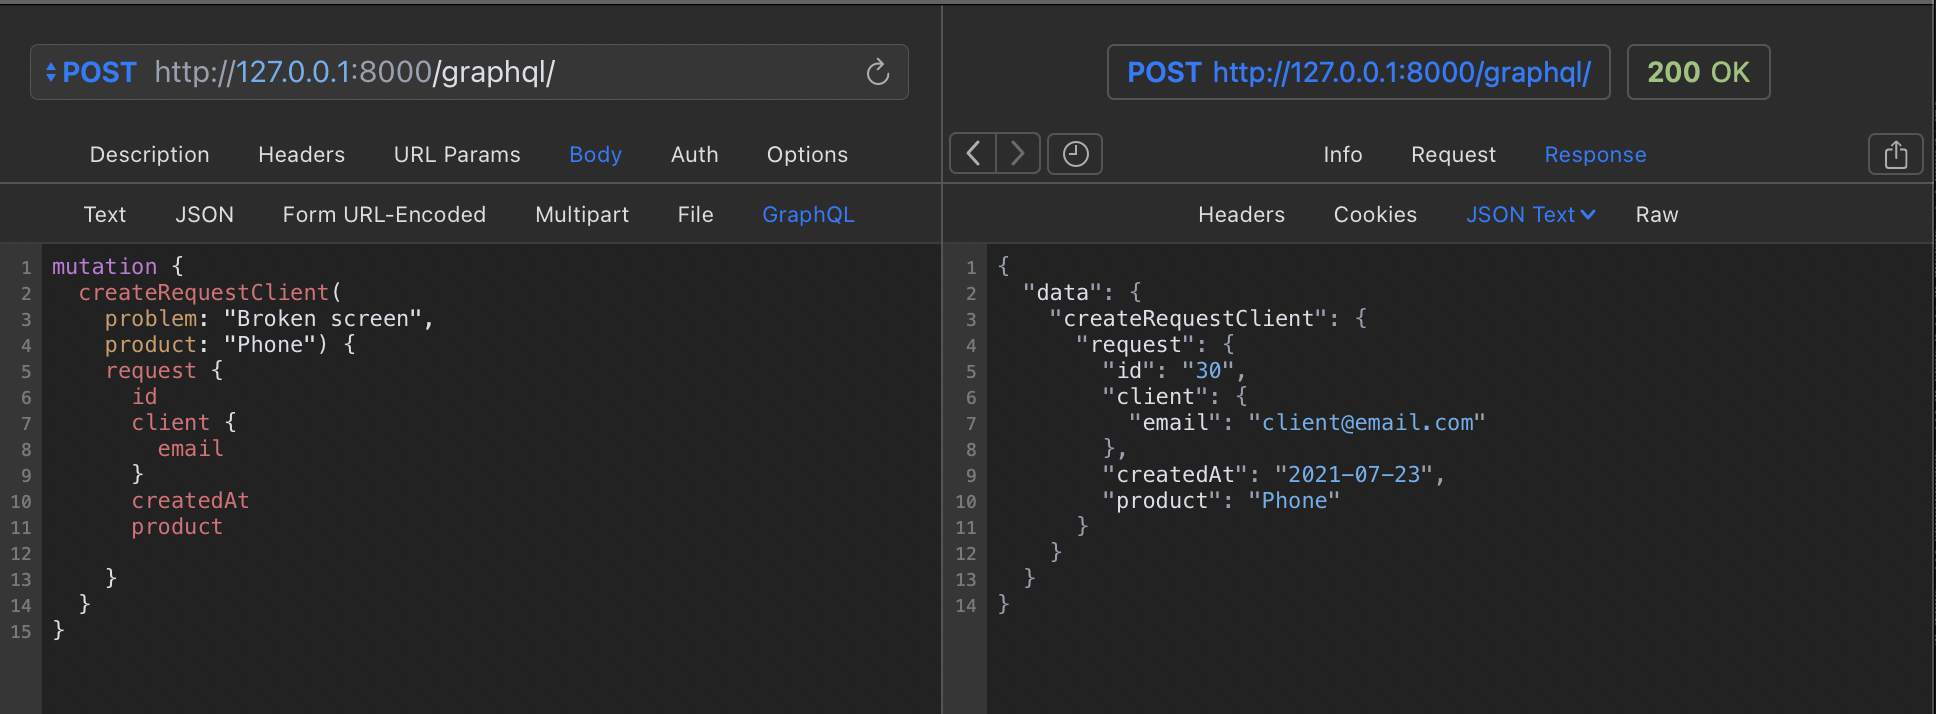 POST http://127.0.0.1:8000/graphql/
Description Headers URL Params Body Auth Options
Text JSON Form URL-Encoded Multipart File GraphQL
1 mutation {
2   createRequestClient(
3     problem: "Broken screen",
4     product: "Phone") {
5     request {
6       id
7       client {
8         email
9       }
10       createdAt
11       product
12
13     }
14   }
15 }
POST http://127.0.0.1:8000/graphql/ 200 OK
Info Request Response
Headers Cookies JSON Text Raw
1 {
2   "data": {
3     "createRequestClient": {
4       "request": {
5         "id": "30",
6         "client": {
7           "email": "client@email.com"
8         },
9         "createdAt": "2021-07-23",
10         "product": "Phone"
11       }
12     }
13   }
14 }